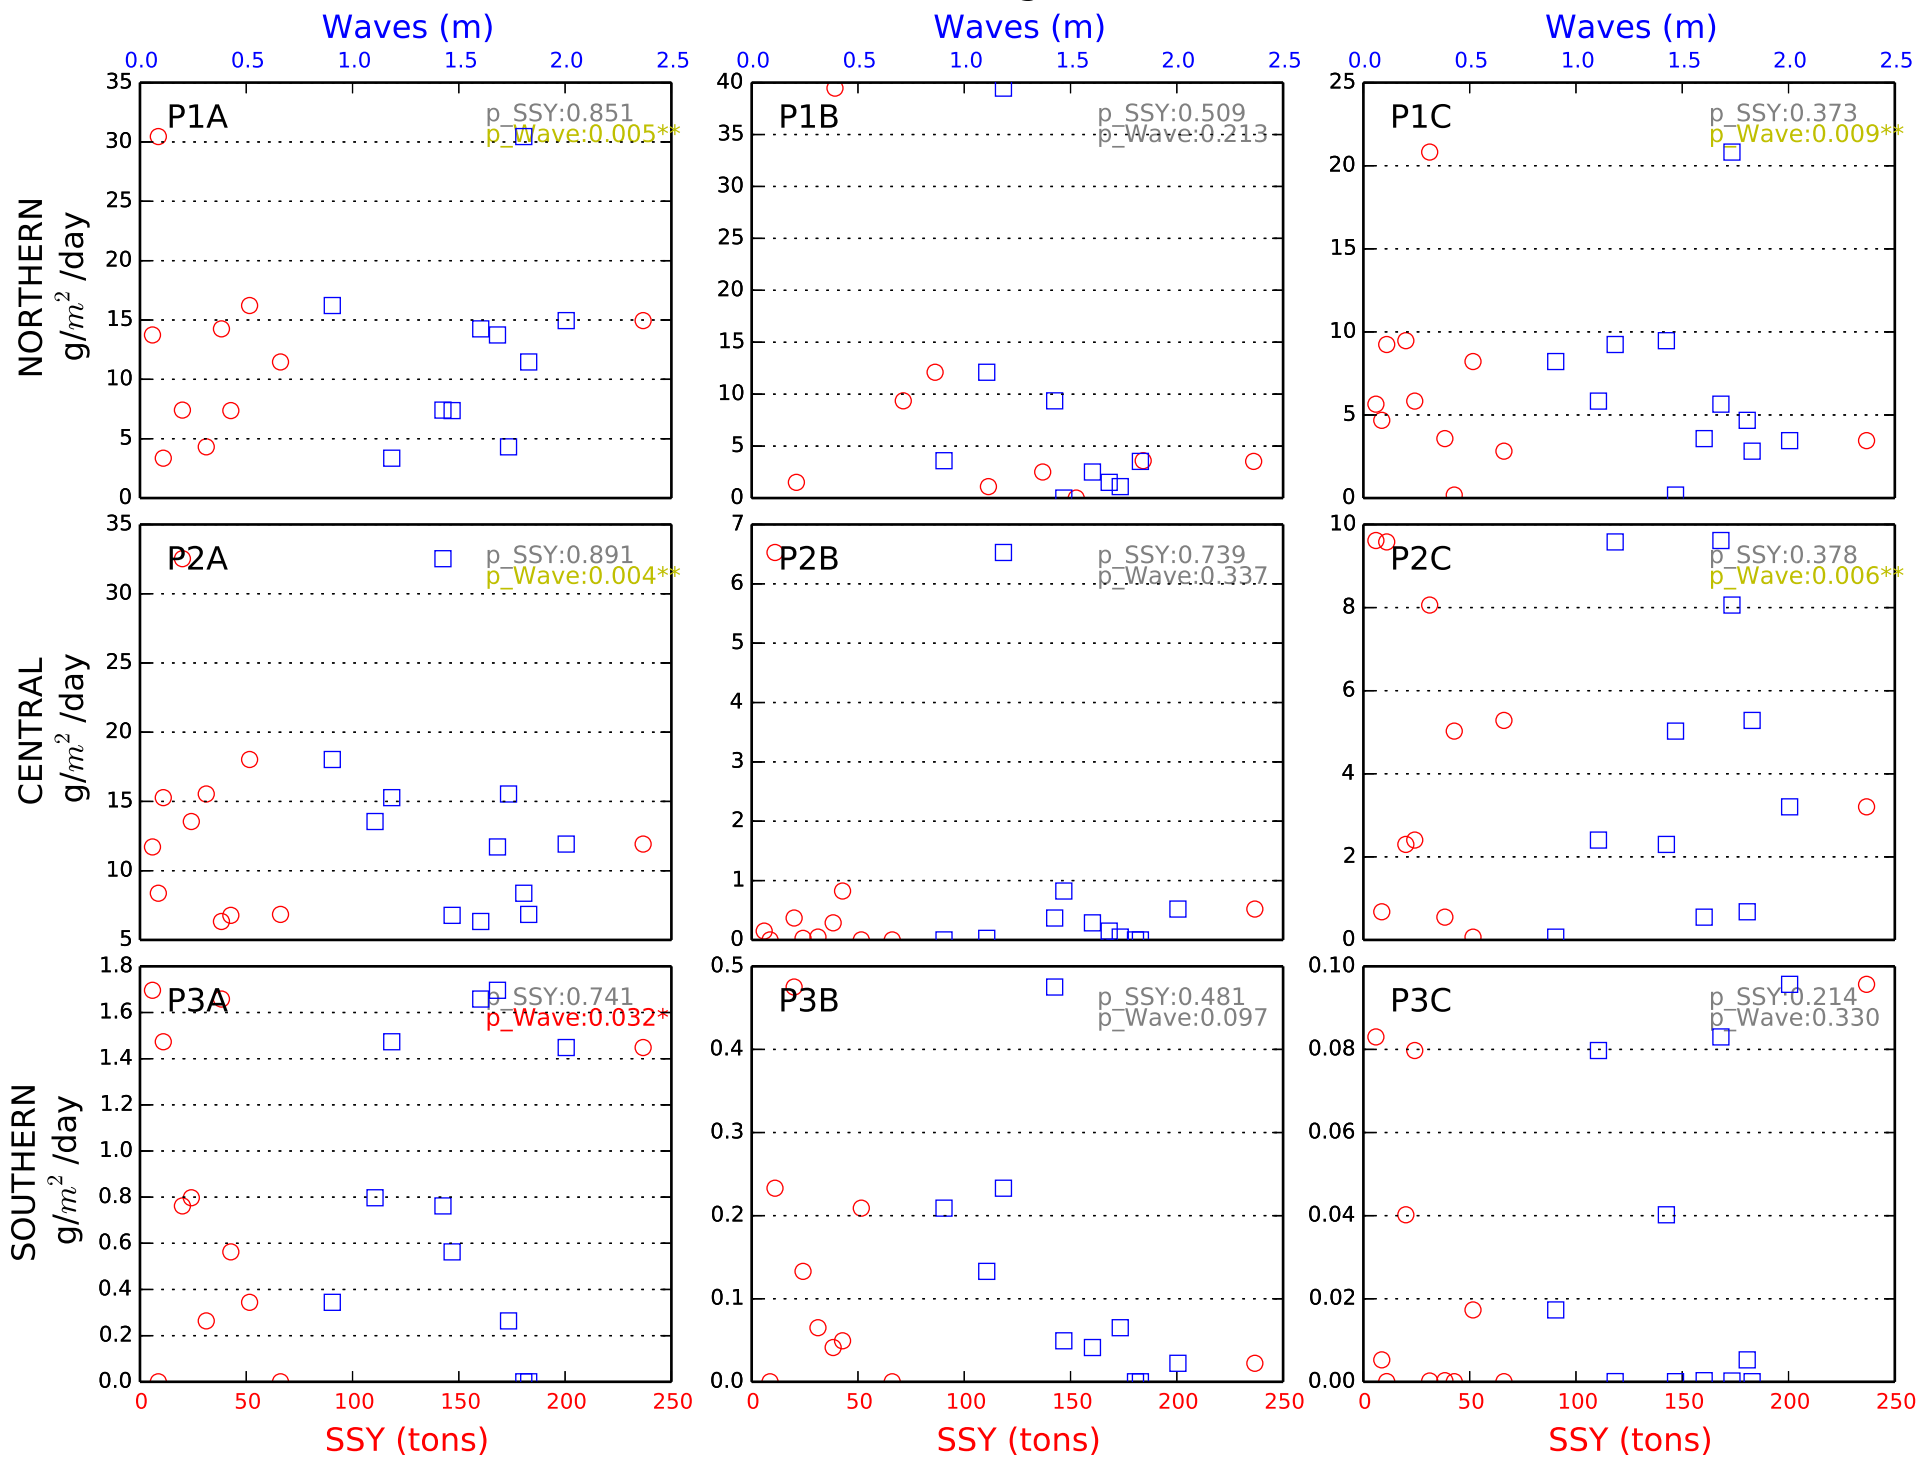 Waves (m) Waves (m) Waves (m)
0.0 0.5 1.0 1.5 2.0 2.5 0.0 0.5 1.0 1.5 2.0 2.5 0.0 0.5 1.0 1.5 2.0 2.5
NORTHERN
g/m² /day
35
30
25
20
15
10
5
0
P1A
p_SSY:0.851
p_Wave:0.005**
40
35
30
25
20
15
10
5
0
P1B
p_SSY:0.509
p_Wave:0.213
25
20
15
10
5
0
P1C
p_SSY:0.373
p_Wave:0.009**
CENTRAL
g/m² /day
35
30
25
20
15
10
5
P2A
p_SSY:0.891
p_Wave:0.004**
7
6
5
4
3
2
1
0
P2B
p_SSY:0.739
p_Wave:0.337
10
8
6
4
2
0
P2C
p_SSY:0.378
p_Wave:0.006**
SOUTHERN
g/m² /day
1.8
1.6
1.4
1.2
1.0
0.8
0.6
0.4
0.2
0.0
P3A
p_SSY:0.741
p_Wave:0.032*
0.5
0.4
0.3
0.2
0.1
0.0
P3B
p_SSY:0.481
p_Wave:0.097
0.10
0.08
0.06
0.04
0.02
0.00
P3C
p_SSY:0.214
p_Wave:0.330
0 50 100 150 200 250 0 50 100 150 200 250 0 50 100 150 200 250
SSY (tons) SSY (tons) SSY (tons)